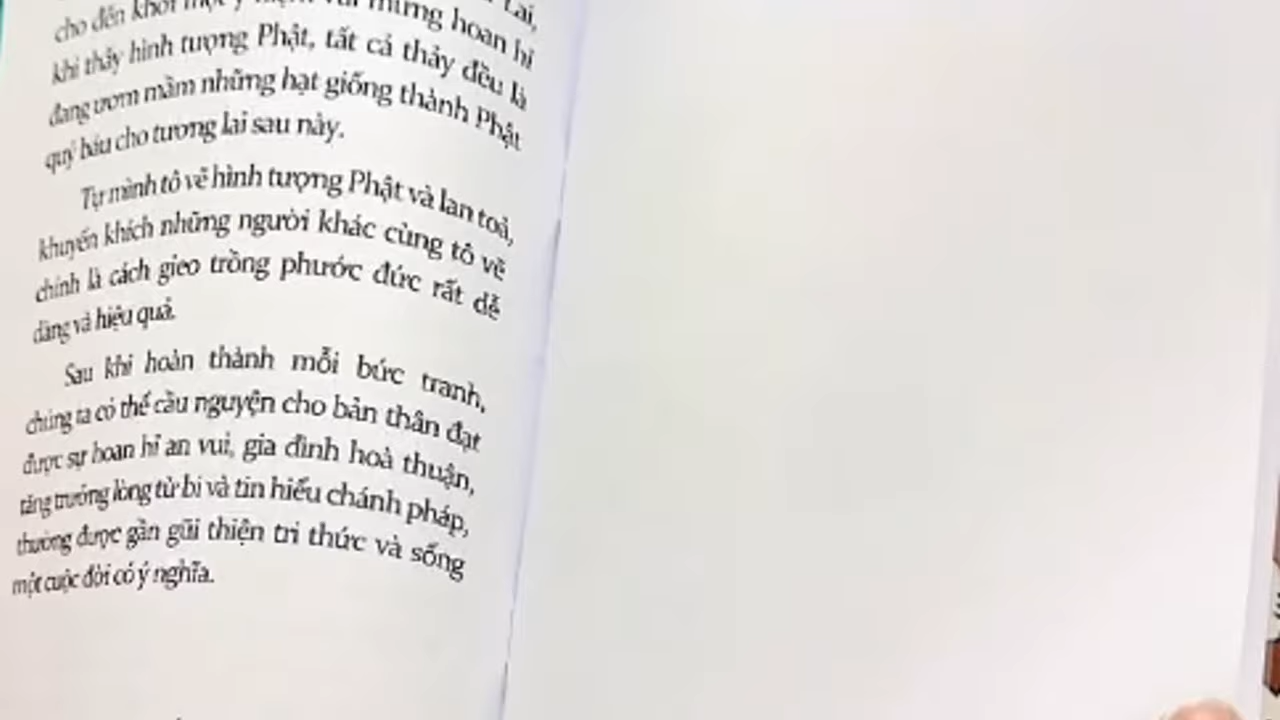 tai,
cho đến khởi một ý niệm vui mừng hoan hỉ
khi thấy hình tượng Phật, tất cả thảy đều là
đang ươm mầm những hạt giống thành Phật
quý báu cho tương lai sau này.
Tự mình tô vẽ hình tượng Phật và lan toả,
khuyến khích những người khác cùng tô vẽ
chính là cách gieo trồng phước đức rất dễ
dàng và hiệu quả.
Sau khi hoàn thành mỗi bức tranh,
chúng ta có thể cầu nguyện cho bản thân đạt
được sự hoan hỉ an vui, gia đình hoà thuận,
tăng trưởng lòng từ bi và tin hiểu chánh pháp,
thường được gần gũi thiện tri thức và sống
một cuộc đời có ý nghĩa.